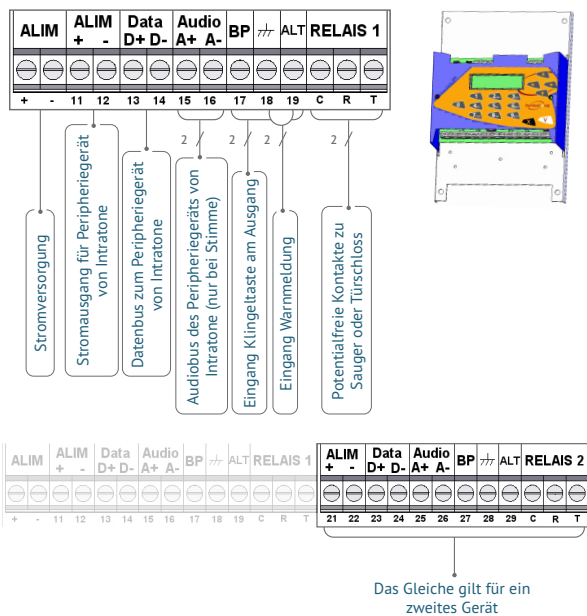 ALIM ALIM Data Audio BP ALT RELAIS 1
+ - D+ D- A+ A-
+ - 11 12 13 14 15 16 17 18 19 C R T
2 2 2 2
Stromversorgung
Stromausgang für Peripheriegerät
von Intratone
Datenbus zum Peripheriegerät
von Intratone
Audiobus des Peripheriegeräts von
Intratone (nur bei Stimme)
Eingang Klingeltaste am Ausgang
Eingang Warnmeldung
Potentialfreie Kontakte zu
Sauger oder Türschloss
ALIM ALIM Data Audio BP ALT RELAIS 1 ALIM Data Audio BP ALT RELAIS 2
+ - D+ D- A+ A- + - D+ D- A+ A-
+ - 11 12 13 14 15 16 17 18 19 C R T 21 22 23 24 25 26 27 28 29 C R T
Das Gleiche gilt für ein
zweites Gerät